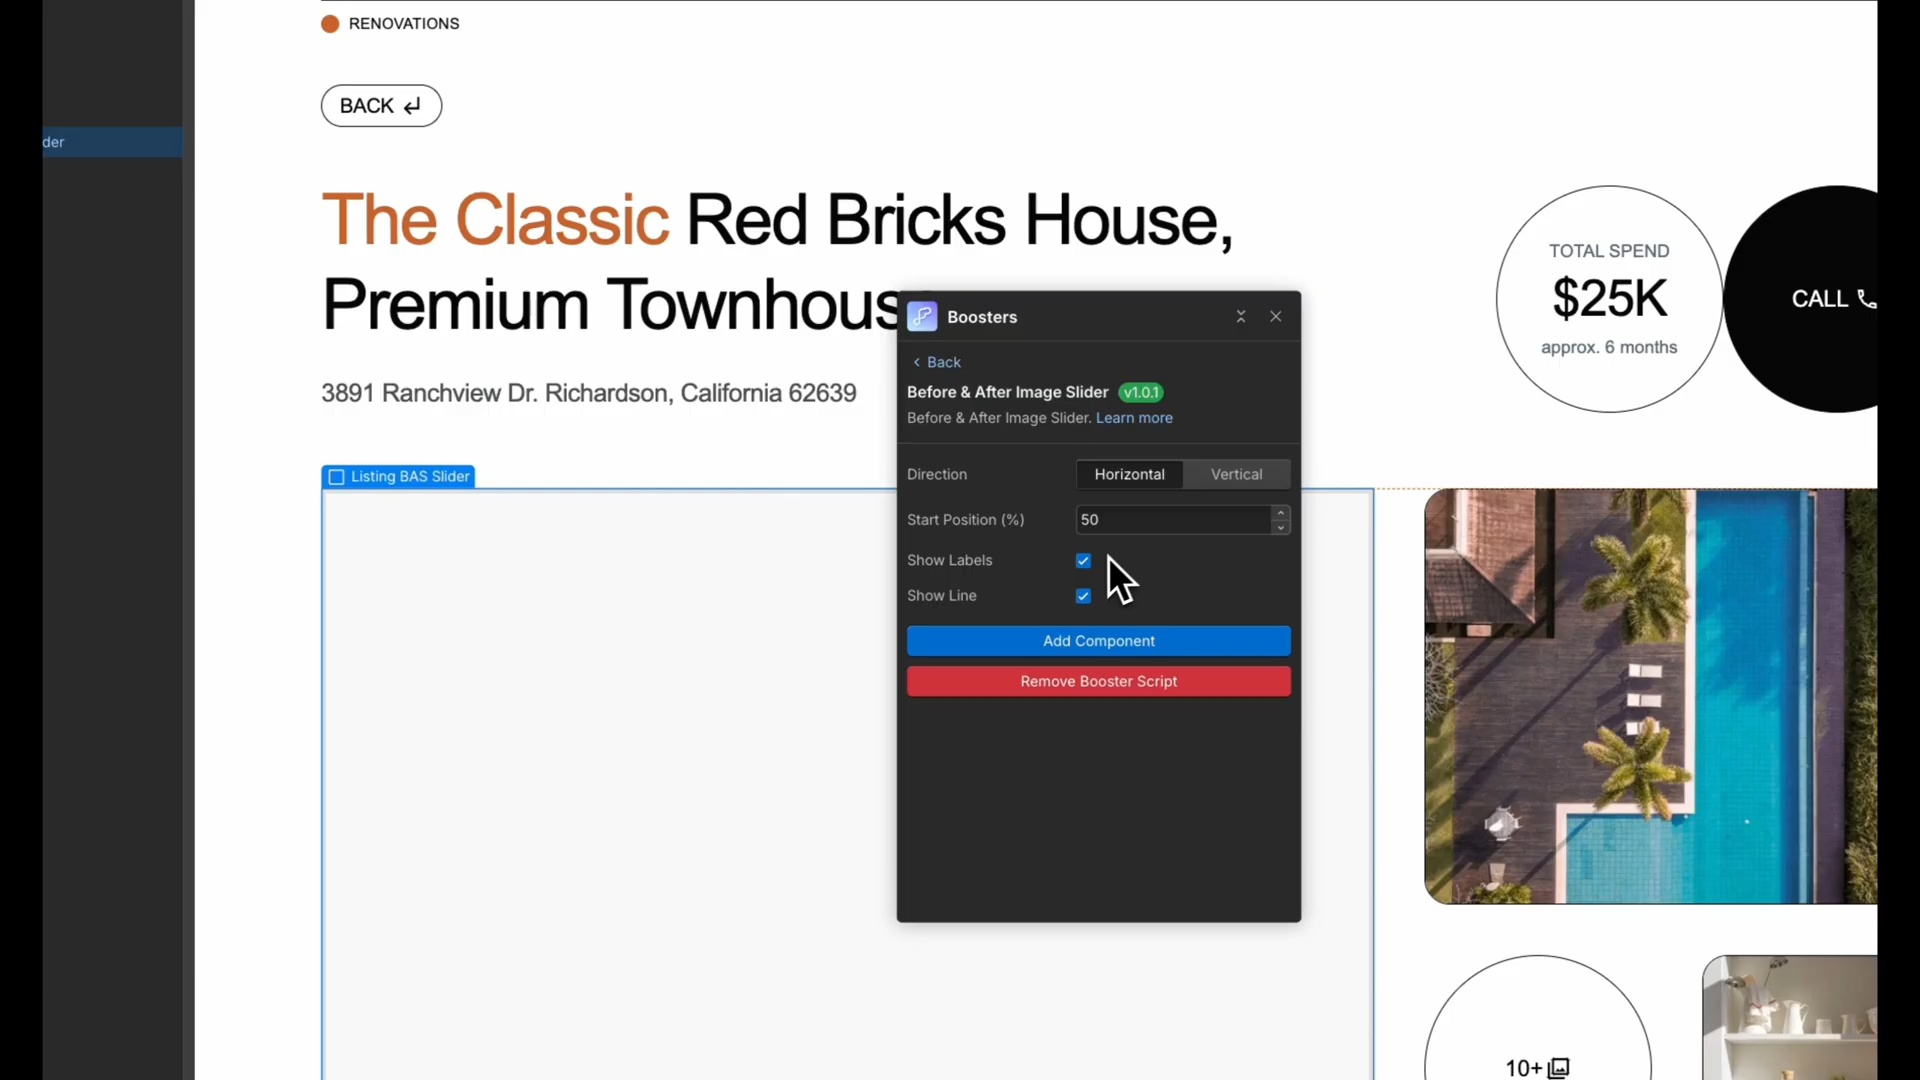 RENOVATIONS
BACK
der
The Classic Red Bricks House,
Premium Townhous
3891 Ranchview Dr. Richardson, California 62639
TOTAL SPEND
$25K
approx. 6 months
CALL
Listing BAS Slider
Boosters
Back
Before & After Image Slider v1.0.1
Before & After Image Slider. Learn more
Direction Horizontal Vertical
Start Position (%) 50
Show Labels
Show Line
Add Component
Remove Booster Script
10+